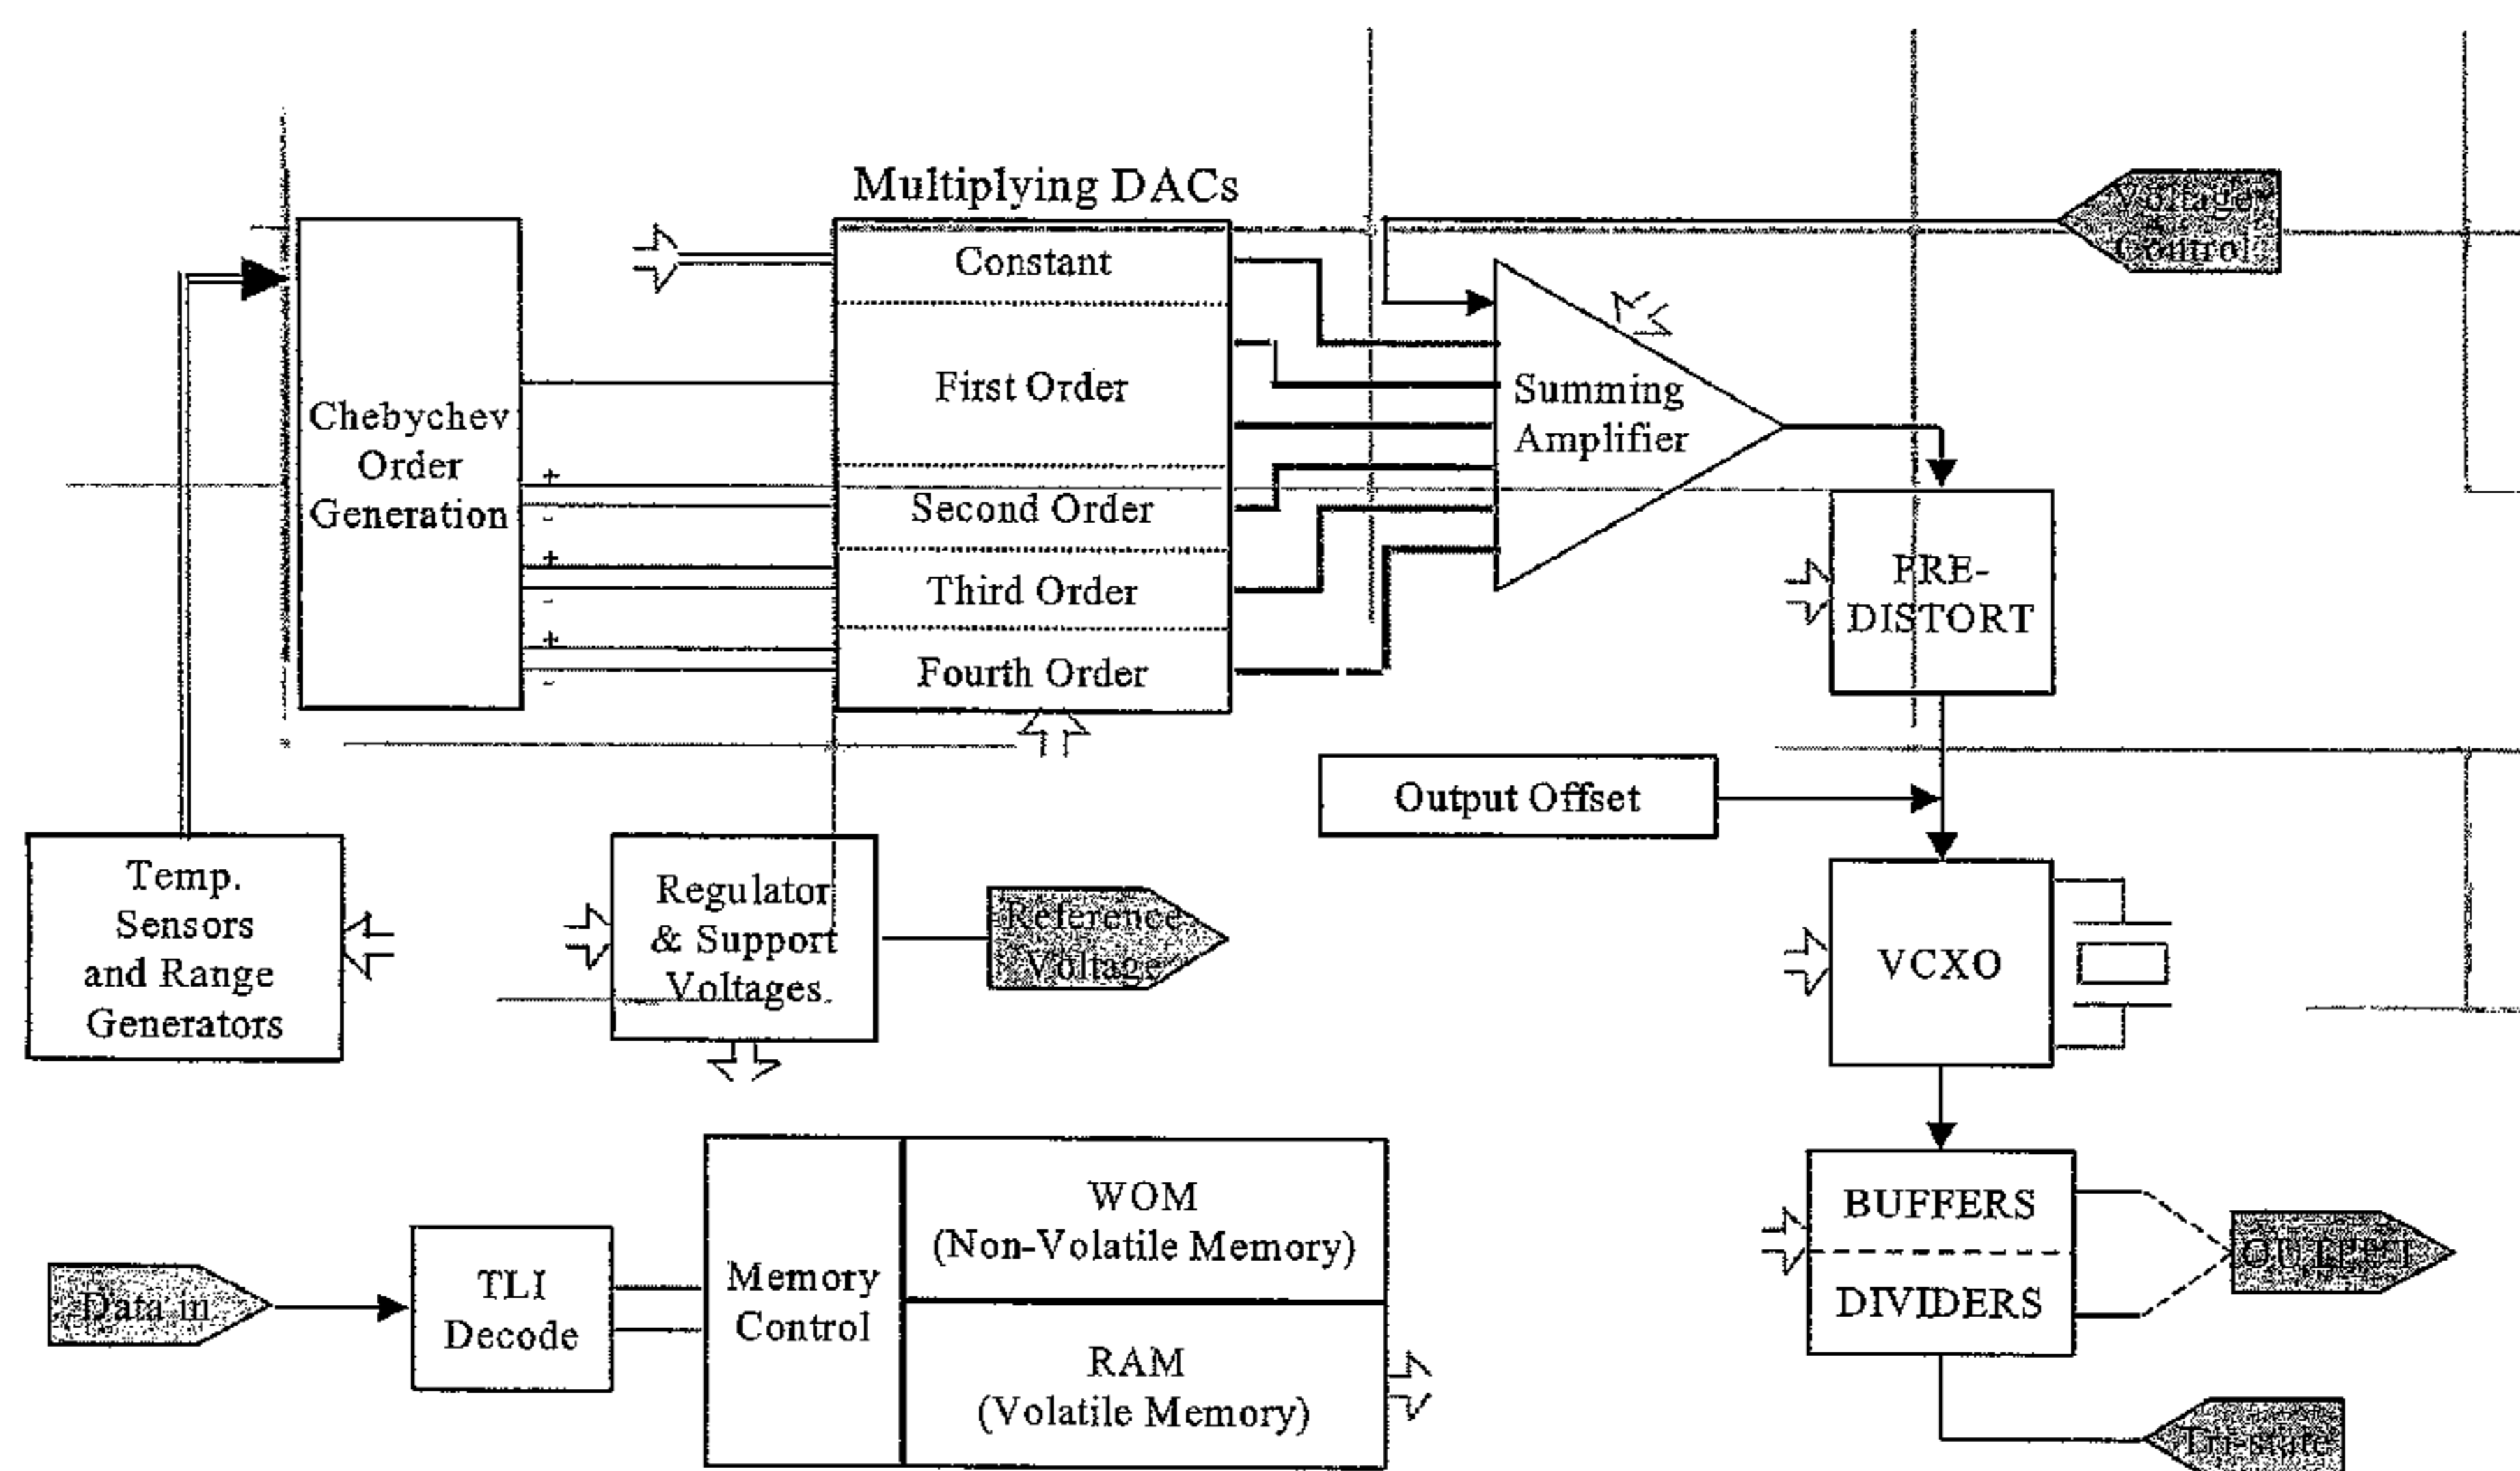 Multiplying DACs
Voltage
Control
Constant
First Order
Second Order
Third Order
Fourth Order
Chebychev
Order
Generation
+
-
+
-
+
-
Summing
Amplifier
PRE-
DISTORT
Output Offset
Temp.
Sensors
and Range
Generators
Regulator
& Support
Voltages
Reference
Voltage
VCXO
BUFFERS
DIVIDERS
OUTPUT
Data in
TLI
Decode
Memory
Control
WOM
(Non-Volatile Memory)
RAM
(Volatile Memory)
Tri-state